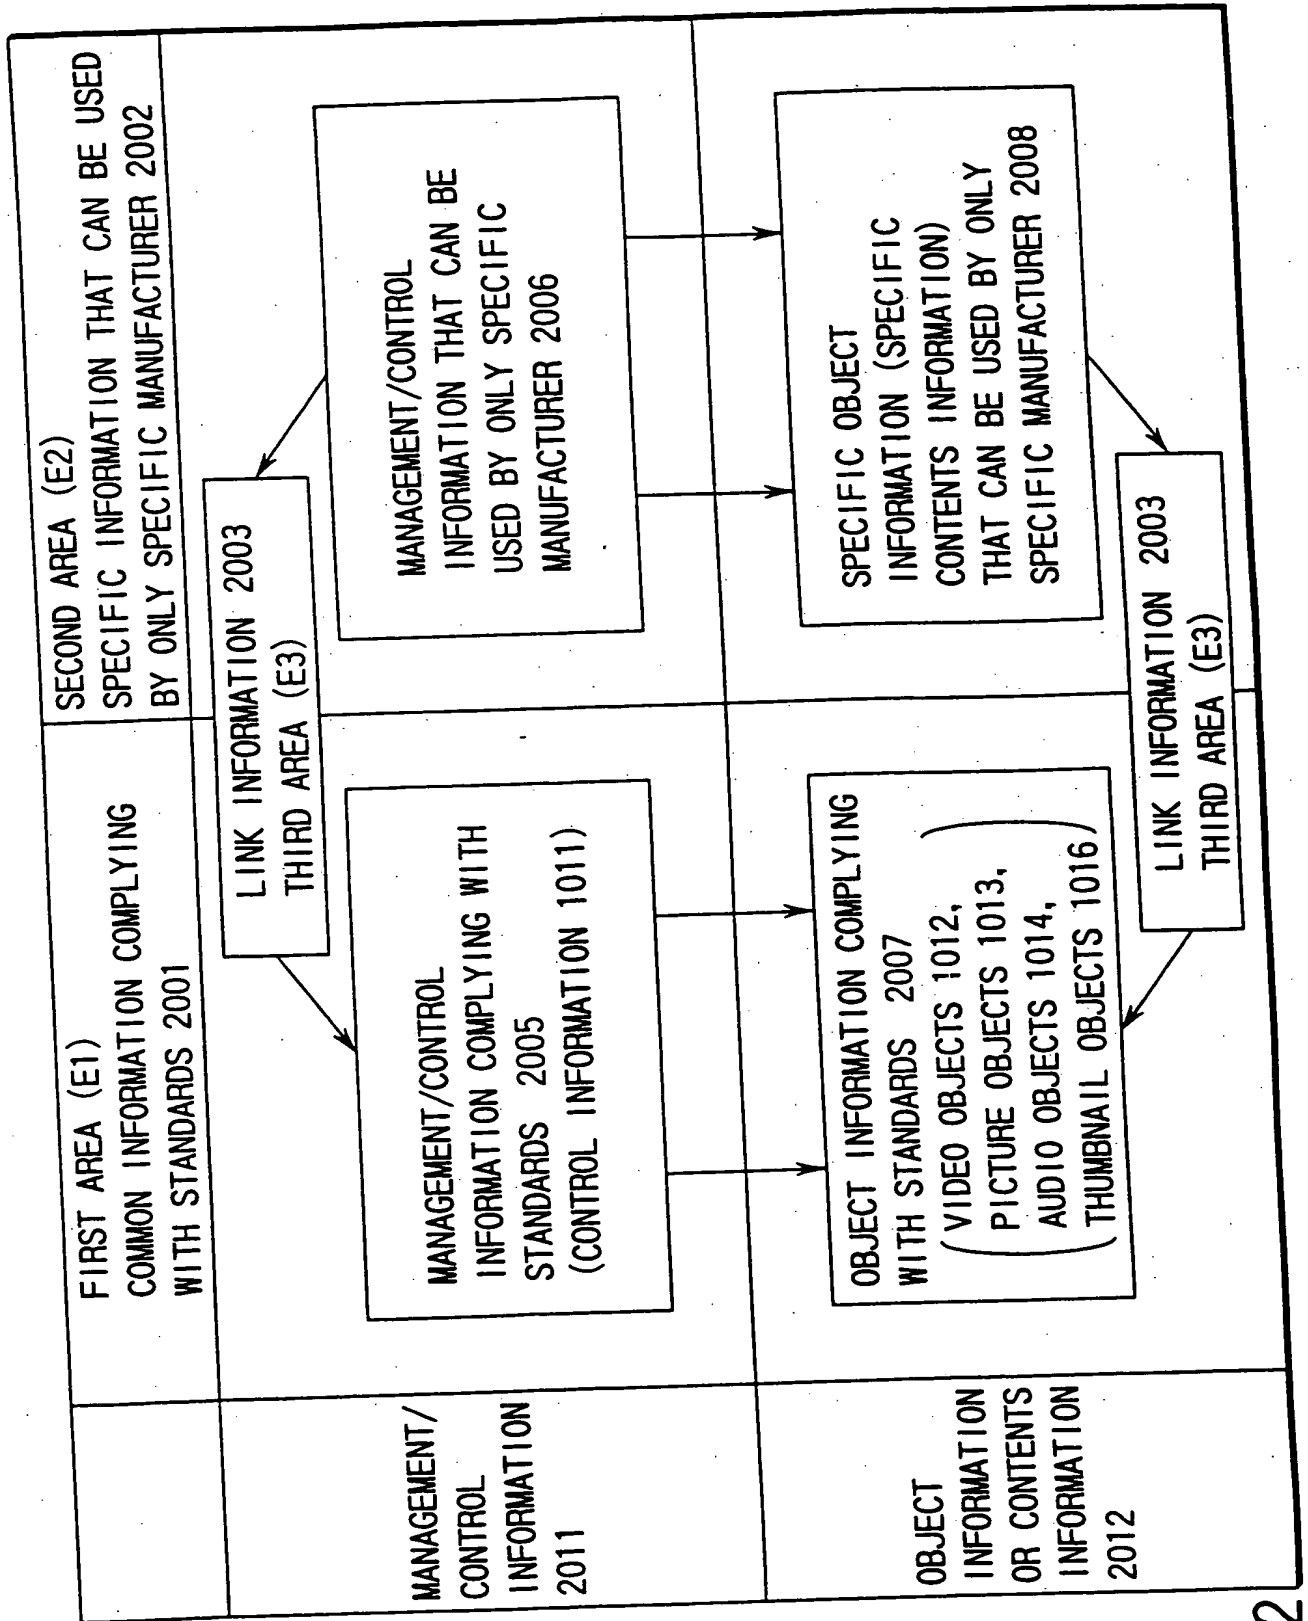 FIRST AREA (E1)
COMMON INFORMATION COMPLYING
WITH STANDARDS 2001
SECOND AREA (E2)
SPECIFIC INFORMATION THAT CAN BE USED
BY ONLY SPECIFIC MANUFACTURER 2002
MANAGEMENT/
CONTROL
INFORMATION
2011
LINK INFORMATION 2003
THIRD AREA (E3)
MANAGEMENT/CONTROL
INFORMATION COMPLYING WITH
STANDARDS 2005
(CONTROL INFORMATION 1011)
MANAGEMENT/CONTROL
INFORMATION THAT CAN BE
USED BY ONLY SPECIFIC
MANUFACTURER 2006
OBJECT
INFORMATION
OR CONTENTS
INFORMATION
2012
OBJECT INFORMATION COMPLYING
WITH STANDARDS 2007
(VIDEO OBJECTS 1012,
PICTURE OBJECTS 1013,
AUDIO OBJECTS 1014,
THUMBNAIL OBJECTS 1016)
SPECIFIC OBJECT
INFORMATION (SPECIFIC
CONTENTS INFORMATION)
THAT CAN BE USED BY ONLY
SPECIFIC MANUFACTURER 2008
LINK INFORMATION 2003
THIRD AREA (E3)
2